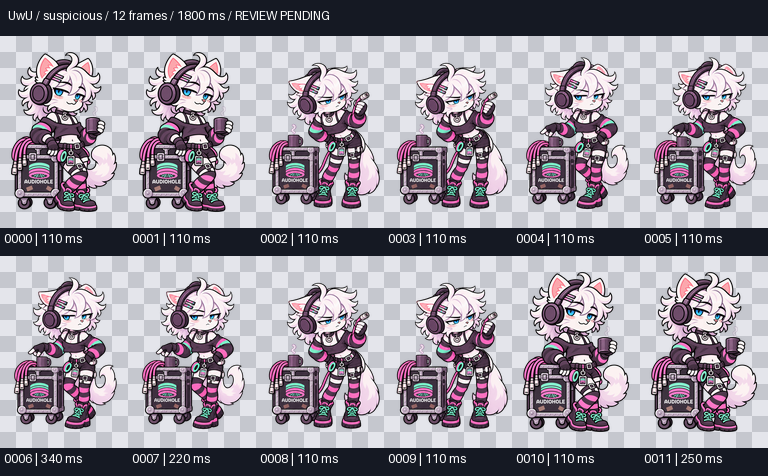 UwU / suspicious / 12 frames / 1800 ms / REVIEW PENDING
AUDIOHOLE
AUDIOHOLE
AUDIOHOLE
AUDIOHOLE
AUDIOHOLE
AUDIOHOLE
0000 | 110 ms
0001 | 110 ms
0002 | 110 ms
0003 | 110 ms
0004 | 110 ms
0005 | 110 ms
AUDIOHOLE
AUDIOHOLE
AUDIOHOLE
AUDIOHOLE
AUDIOHOLE
AUDIOHOLE
0006 | 340 ms
0007 | 220 ms
0008 | 110 ms
0009 | 110 ms
0010 | 110 ms
0011 | 250 ms